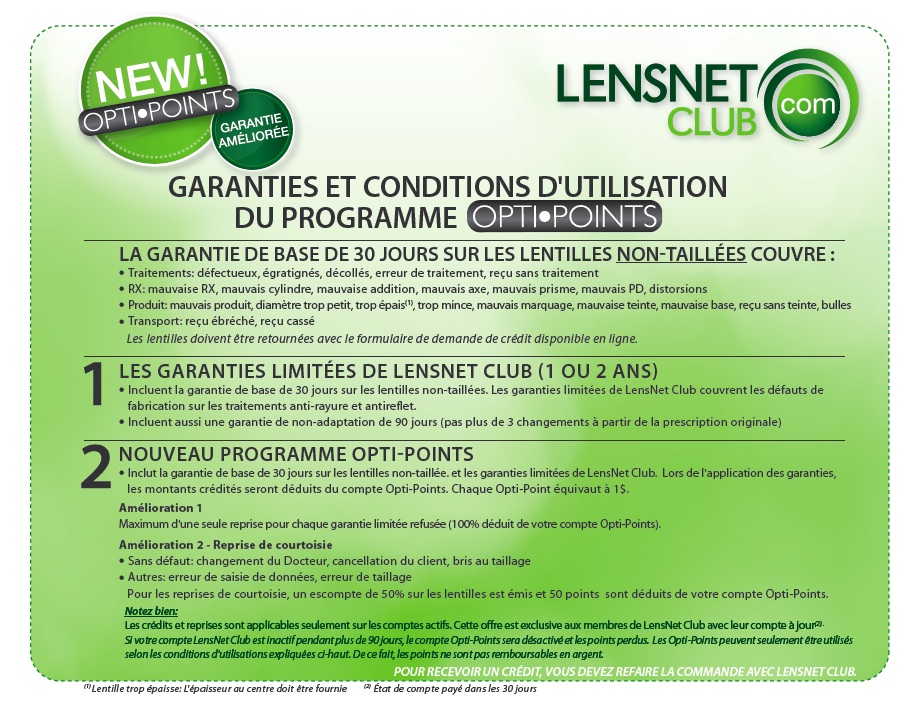 NEW!
OPTI•POINTS
GARANTIE
AMÉLIORÉE
LENSNET
CLUB
com
GARANTIES ET CONDITIONS D'UTILISATION
DU PROGRAMME OPTI•POINTS
LA GARANTIE DE BASE DE 30 JOURS SUR LES LENTILLES NON-TAILLÉES COUVRE :
• Traitements: défectueux, égratignés, décollés, erreur de traitement, reçu sans traitement
• RX: mauvaise RX, mauvais cylindre, mauvaise addition, mauvais axe, mauvais prisme, mauvais PD, distorsions
• Produit: mauvais produit, diamètre trop petit, trop épais(1), trop mince, mauvais marquage, mauvaise teinte, mauvaise base, reçu sans teinte, bulles
• Transport: reçu ébréché, reçu cassé
Les lentilles doivent être retournées avec le formulaire de demande de crédit disponible en ligne.
1 LES GARANTIES LIMITÉES DE LENSNET CLUB (1 OU 2 ANS)
• Incluent la garantie de base de 30 jours sur les lentilles non-taillées. Les garanties limitées de LensNet Club couvrent les défauts de
fabrication sur les traitements anti-rayure et antireflet.
• Incluent aussi une garantie de non-adaptation de 90 jours (pas plus de 3 changements à partir de la prescription originale)
2 NOUVEAU PROGRAMME OPTI-POINTS
• Inclut la garantie de base de 30 jours sur les lentilles non-taillée. et les garanties limitées de LensNet Club. Lors de l'application des garanties,
les montants crédités seront déduits du compte Opti-Points. Chaque Opti-Point équivaut à 1$.
Amélioration 1
Maximum d'une seule reprise pour chaque garantie limitée refusée (100% déduit de votre compte Opti-Points).
Amélioration 2 - Reprise de courtoisie
• Sans défaut: changement du Docteur, cancellation du client, bris au taillage
• Autres: erreur de saisie de données, erreur de taillage
Pour les reprises de courtoisie, un escompte de 50% sur les lentilles est émis et 50 points sont déduits de votre compte Opti-Points.
Notez bien:
Les crédits et reprises sont applicables seulement sur les comptes actifs. Cette offre est exclusive aux membres de LensNet Club avec leur compte à jour(2).
Si votre compte LensNet Club est inactif pendant plus de 90 jours, le compte Opti-Points sera désactivé et les points perdus. Les Opti-Points peuvent seulement être utilisés
selon les conditions d'utilisations expliquées ci-haut. De ce fait, les points ne sont pas remboursables en argent.
POUR RECEVOIR UN CRÉDIT, VOUS DEVEZ REFAIRE LA COMMANDE AVEC LENSNET CLUB.
(1) Lentille trop épaisse: L'épaisseur au centre doit être fournie (2) État de compte payé dans les 30 jours